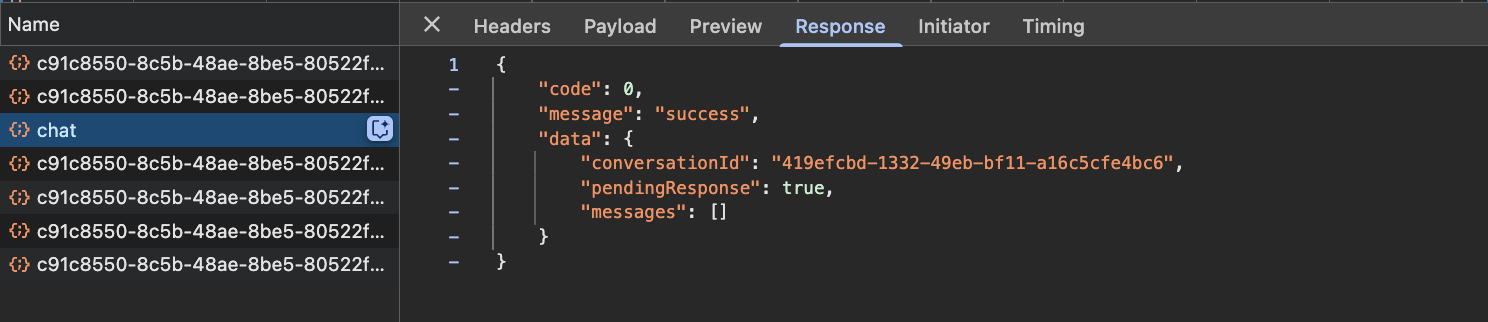 Name
c91c8550-8c5b-48ae-8be5-80522f...
c91c8550-8c5b-48ae-8be5-80522f...
chat
c91c8550-8c5b-48ae-8be5-80522f...
c91c8550-8c5b-48ae-8be5-80522f...
c91c8550-8c5b-48ae-8be5-80522f...
c91c8550-8c5b-48ae-8be5-80522f...
Headers Payload Preview Response Initiator Timing
1 {
- "code": 0,
- "message": "success",
- "data": {
- "conversationId": "419efcbd-1332-49eb-bf11-a16c5cfe4bc6",
- "pendingResponse": true,
- "messages": []
- }
- }